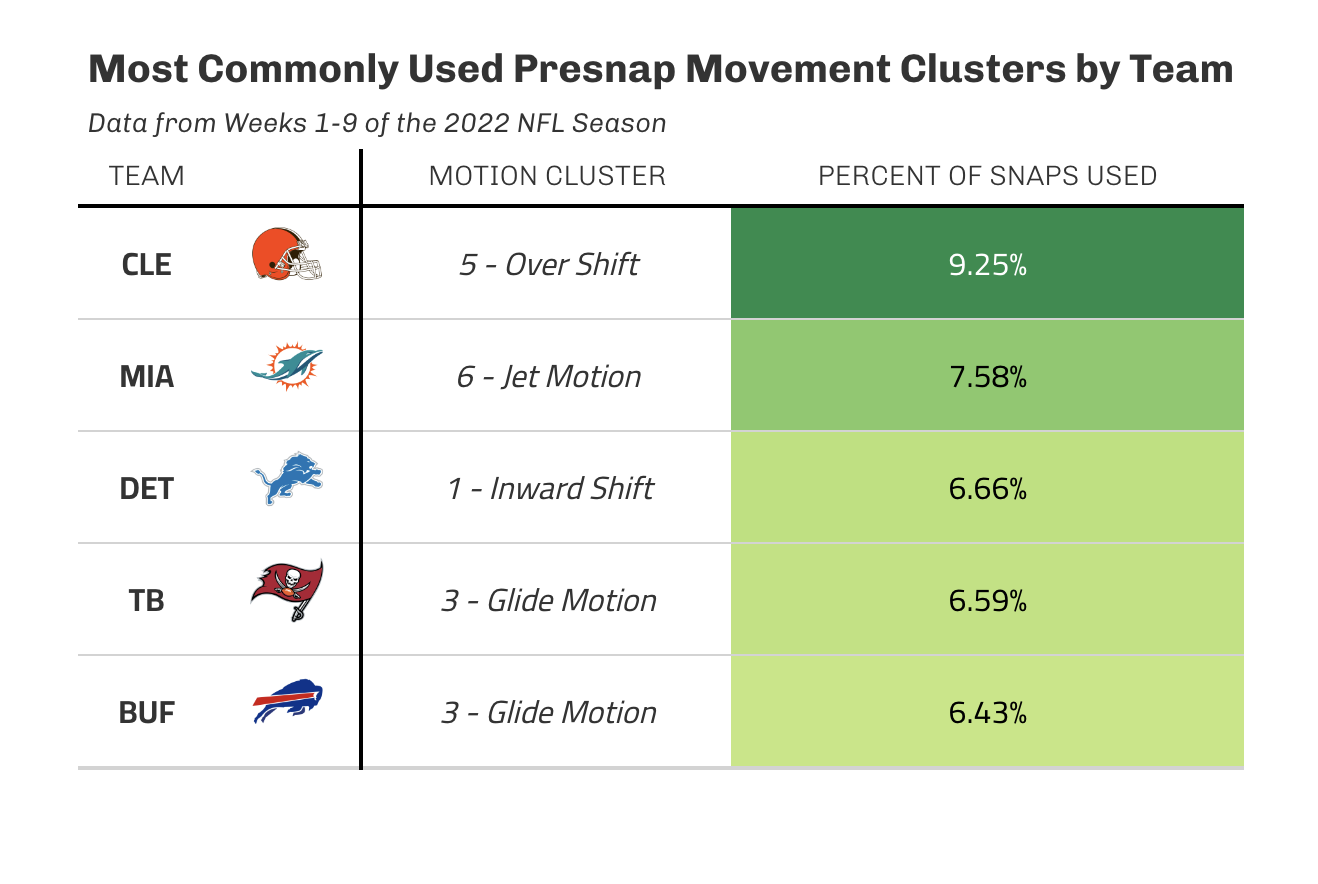 Most Commonly Used Presnap Movement Clusters by Team
Data from Weeks 1-9 of the 2022 NFL Season
TEAM MOTION CLUSTER PERCENT OF SNAPS USED
CLE 5 - Over Shift 9.25%
MIA 6 - Jet Motion 7.58%
DET 1 - Inward Shift 6.66%
TB 3 - Glide Motion 6.59%
BUF 3 - Glide Motion 6.43%